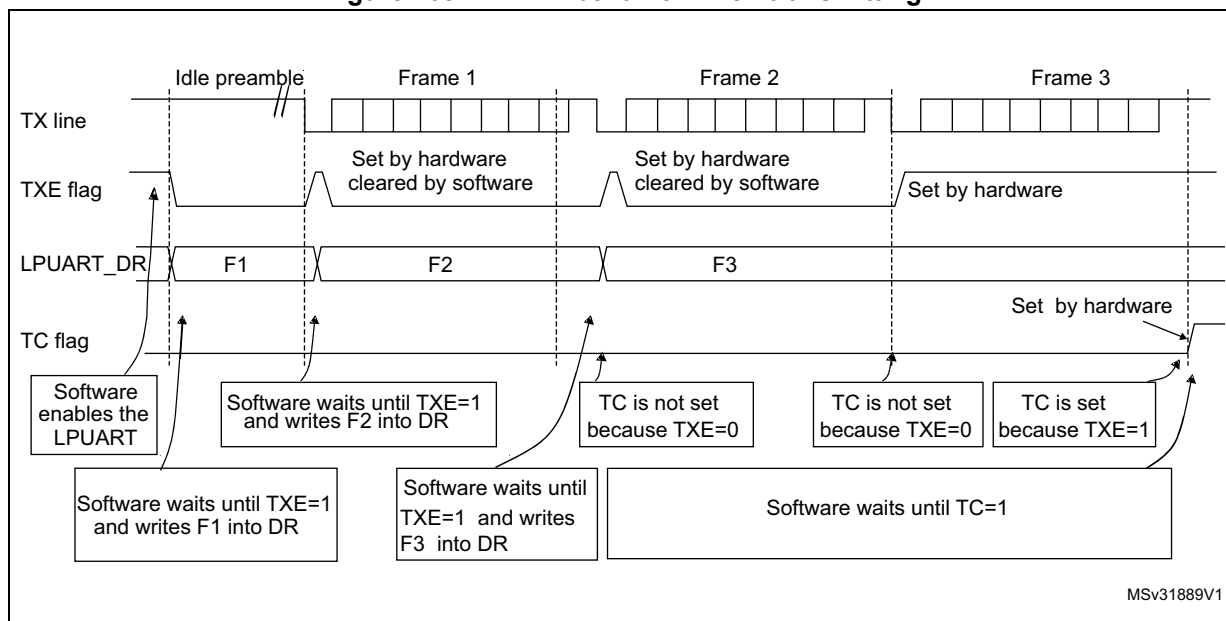 Idle preamble
Frame 1
Frame 2
Frame 3
TX line
TXE flag
Set by hardware
cleared by software
Set by hardware
cleared by software
Set by hardware
LPUART_DR
F1
F2
F3
TC flag
Set by hardware
Software
enables the
LPUART
Software waits until TXE=1
and writes F2 into DR
TC is not set
because TXE=0
TC is not set
because TXE=0
TC is set
because TXE=1
Software waits until TXE=1
and writes F1 into DR
Software waits until
TXE=1 and writes
F3 into DR
Software waits until TC=1
MSv31889V1